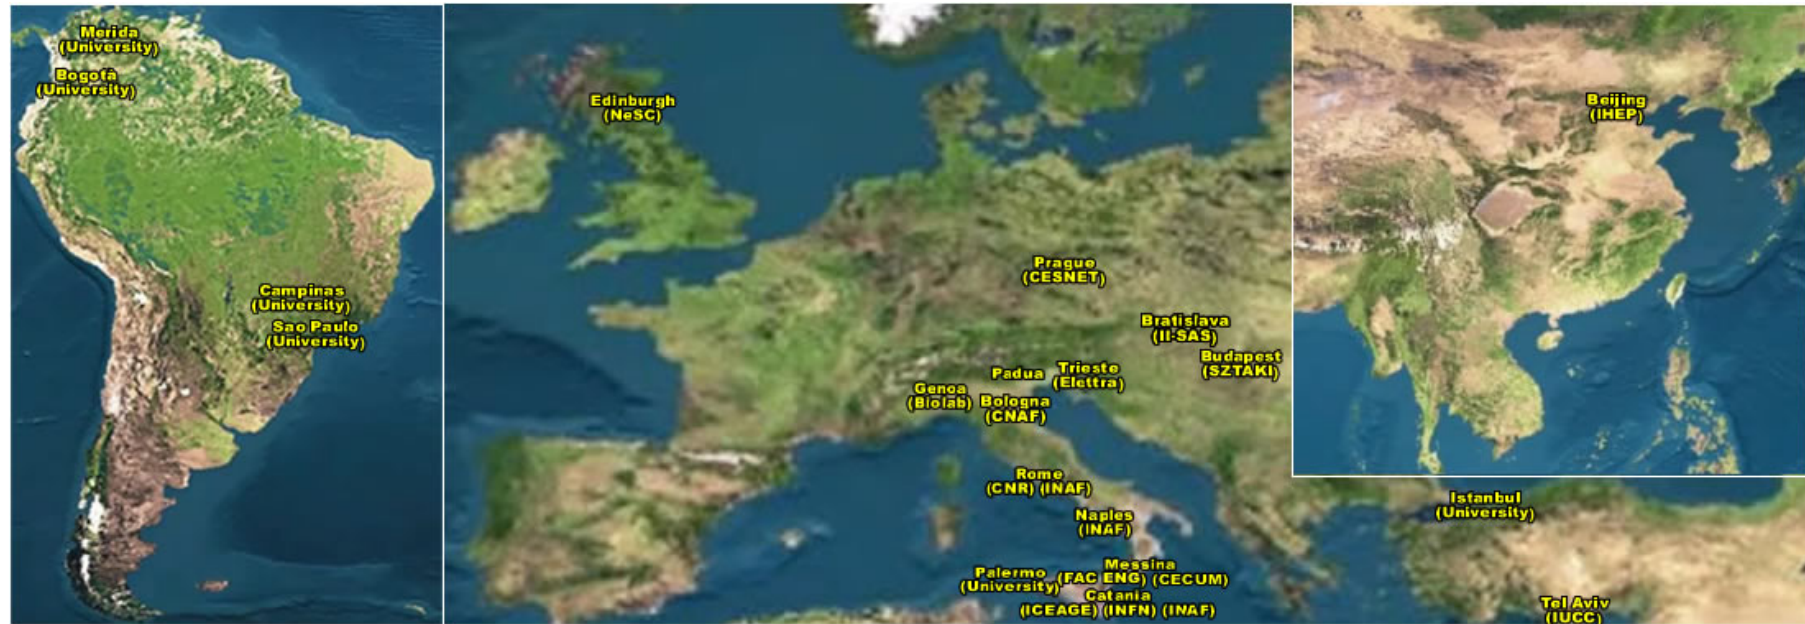 Merida
(University)
Bogotà
(University)
Campinas
(University)
Sao Paulo
(University)
Edinburgh
(NeSC)
Prague
(CESNET)
Bratislava
(II-SAS)
Budapest
(SZTAKI)
Padua
Trieste
(Elettra)
Genoa
(Biolab)
Bologna
(CNAF)
Rome
(CNR) (INAF)
Naples
(INAF)
Messina
(FAC ENG) (CECUM)
Palermo
(University)
Catania
(ICEAGE) (INFN) (INAF)
Beijing
(IHEP)
Istanbul
(University)
Tel Aviv
(IUCC)